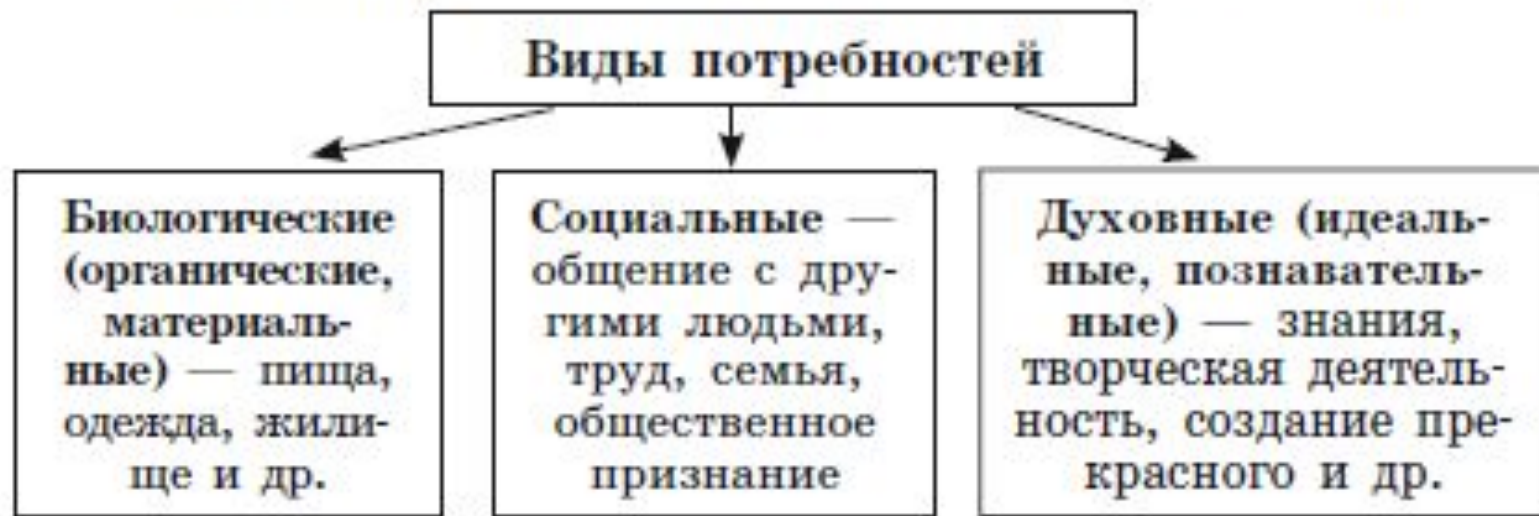 Виды потребностей
Биологические
(органические,
материаль-
ные) — пища,
одежда, жили-
ще и др.
Социальные —
общение с дру-
гими людьми,
труд, семья,
общественное
признание
Духовные (идеаль-
ные, познаватель-
ные) — знания,
творческая деятель-
ность, создание пре-
красного и др.